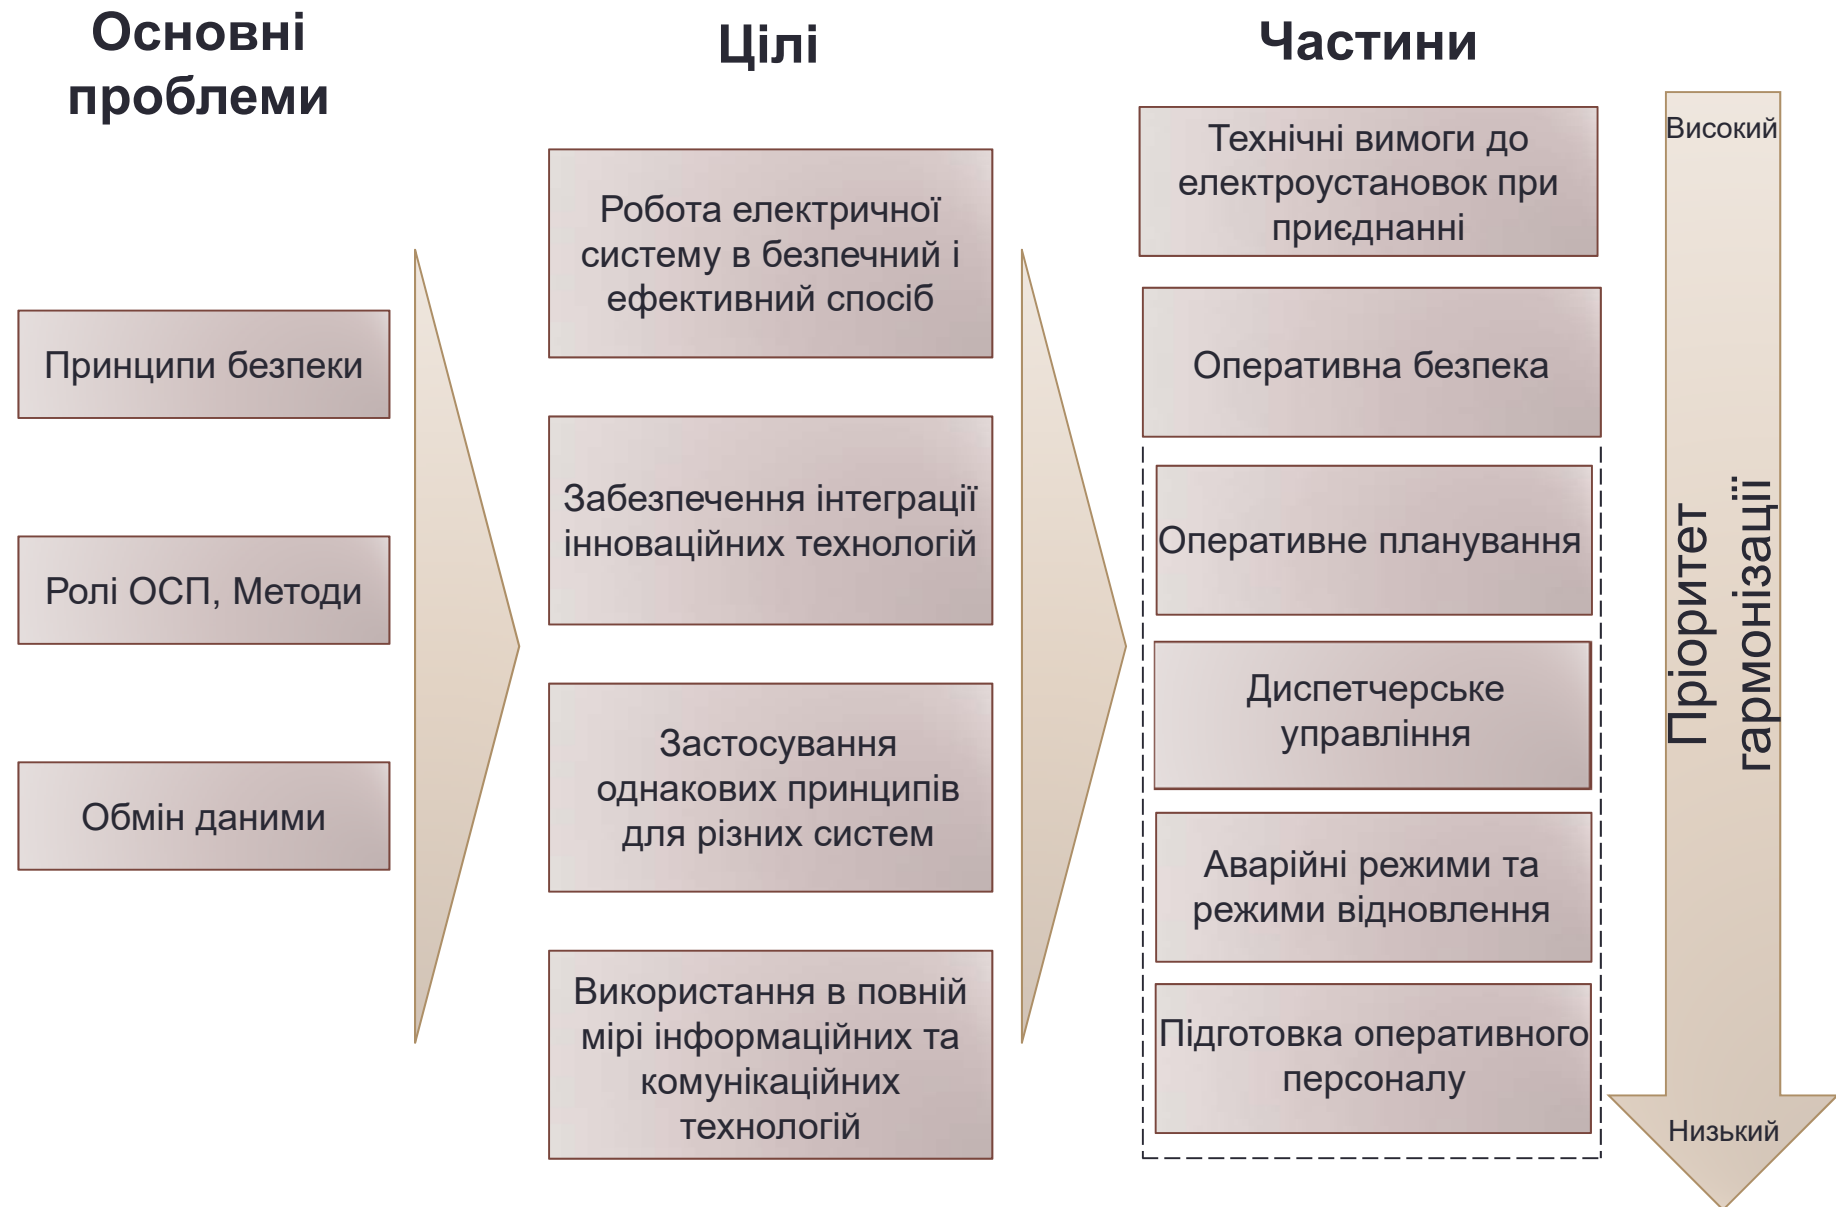 Основні
проблеми
Принципи безпеки
Ролі ОСП, Методи
Обмін даними
Цілі
Робота електричної
систему в безпечний і
ефективний спосіб
Забезпечення інтеграції
інноваційних технологій
Застосування
однакових принципів
для різних систем
Використання в повній
мірі інформаційних та
комунікаційних
технологій
Частини
Технічні вимоги до
електроустановок при
приєднанні
Оперативна безпека
Оперативне планування
Диспетчерське
управління
Аварійні режими та
режими відновлення
Підготовка оперативного
персоналу
Високий
Пріоритет
гармонізації
Низький